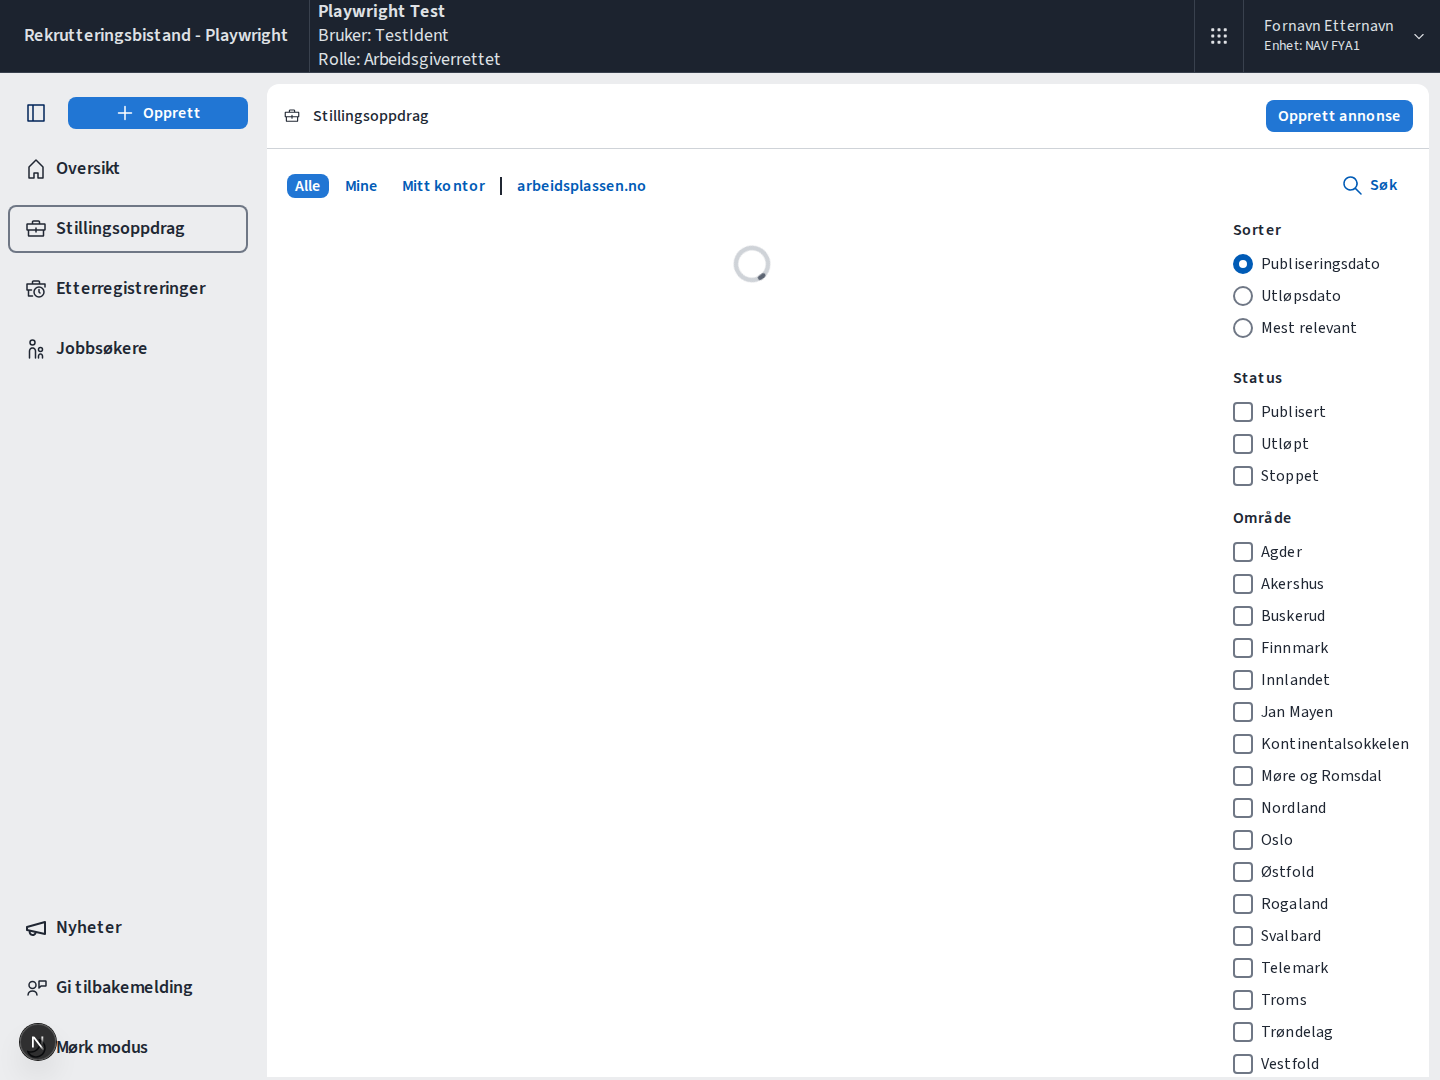 Rekrutteringsbistand - Playwright
Playwright Test
Bruker: TestIdent
Rolle: Arbeidsgiverrettet
Fornavn Etternavn
Enhet: NAV FYA1
Opprett
Oversikt
Stillingsoppdrag
Etterregistreringer
Jobbsøkere
Nyheter
Gi tilbakemelding
N
Mørk modus
Stillingsoppdrag
Opprett annonse
Alle
Mine
Mitt kontor
arbeidsplassen.no
Søk
Sorter
Publiseringsdato
Utløpsdato
Mest relevant
Status
Publisert
Utløpt
Stoppet
Område
Agder
Akershus
Buskerud
Finnmark
Innlandet
Jan Mayen
Kontinentalsokkelen
Møre og Romsdal
Nordland
Oslo
Østfold
Rogaland
Svalbard
Telemark
Troms
Trøndelag
Vestfold